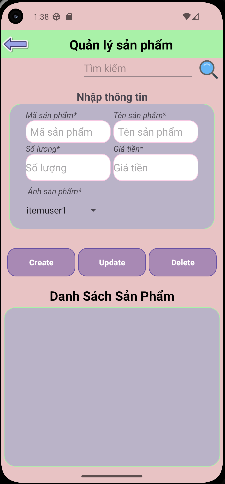 1:38
Quản lý sản phẩm
Tìm kiếm
Nhập thông tin
Mã sản phẩm* Tên sản phẩm*
Mã sản phẩm Tên sản phẩm
Số lượng* Giá tiền*
Số lượng Giá tiền
Ảnh sản phẩm*
itemuser1
Create Update Delete
Danh Sách Sản Phẩm